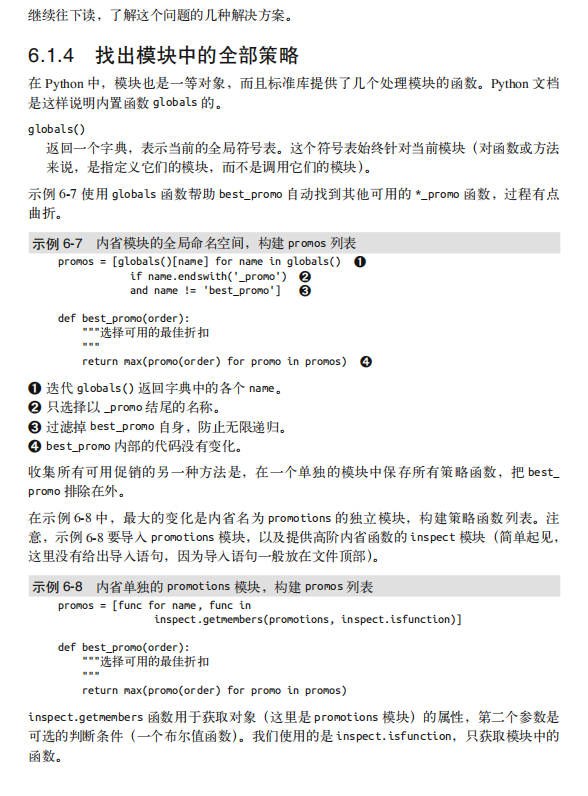 继续往下读，了解这个问题的几种解决方案。
6.1.4 找出模块中的全部策略
在 Python 中，模块也是一等对象，而且标准库提供了几个处理模块的函数。Python 文档
是这样说明内置函数 globals 的。
globals()
返回一个字典，表示当前的全局符号表。这个符号表始终针对当前模块（对函数或方法
来说，是指定义它们的模块，而不是调用它们的模块）。
示例 6-7 使用 globals 函数帮助 best_promo 自动找到其他可用的 *_promo 函数，过程有点
曲折。
示例 6-7 内省模块的全局命名空间，构建 promos 列表
promos = [globals()[name] for name in globals() ❶
if name.endswith('_promo') ❷
and name != 'best_promo'] ❸
def best_promo(order):
"""选择可用的最佳折扣
"""
return max(promo(order) for promo in promos) ❹
❶ 迭代 globals() 返回字典中的各个 name。
❷ 只选择以 _promo 结尾的名称。
❸ 过滤掉 best_promo 自身，防止无限递归。
❹ best_promo 内部的代码没有变化。
收集所有可用促销的另一种方法是，在一个单独的模块中保存所有策略函数，把 best_
promo 排除在外。
在示例 6-8 中，最大的变化是内省名为 promotions 的独立模块，构建策略函数列表。注
意，示例 6-8 要导入 promotions 模块，以及提供高阶内省函数的 inspect 模块（简单起见，
这里没有给出导入语句，因为导入语句一般放在文件顶部）。
示例 6-8 内省单独的 promotions 模块，构建 promos 列表
promos = [func for name, func in
inspect.getmembers(promotions, inspect.isfunction)]
def best_promo(order):
"""选择可用的最佳折扣
"""
return max(promo(order) for promo in promos)
inspect.getmembers 函数用于获取对象（这里是 promotions 模块）的属性，第二个参数是
可选的判断条件（一个布尔值函数）。我们使用的是 inspect.isfunction，只获取模块中的
函数。